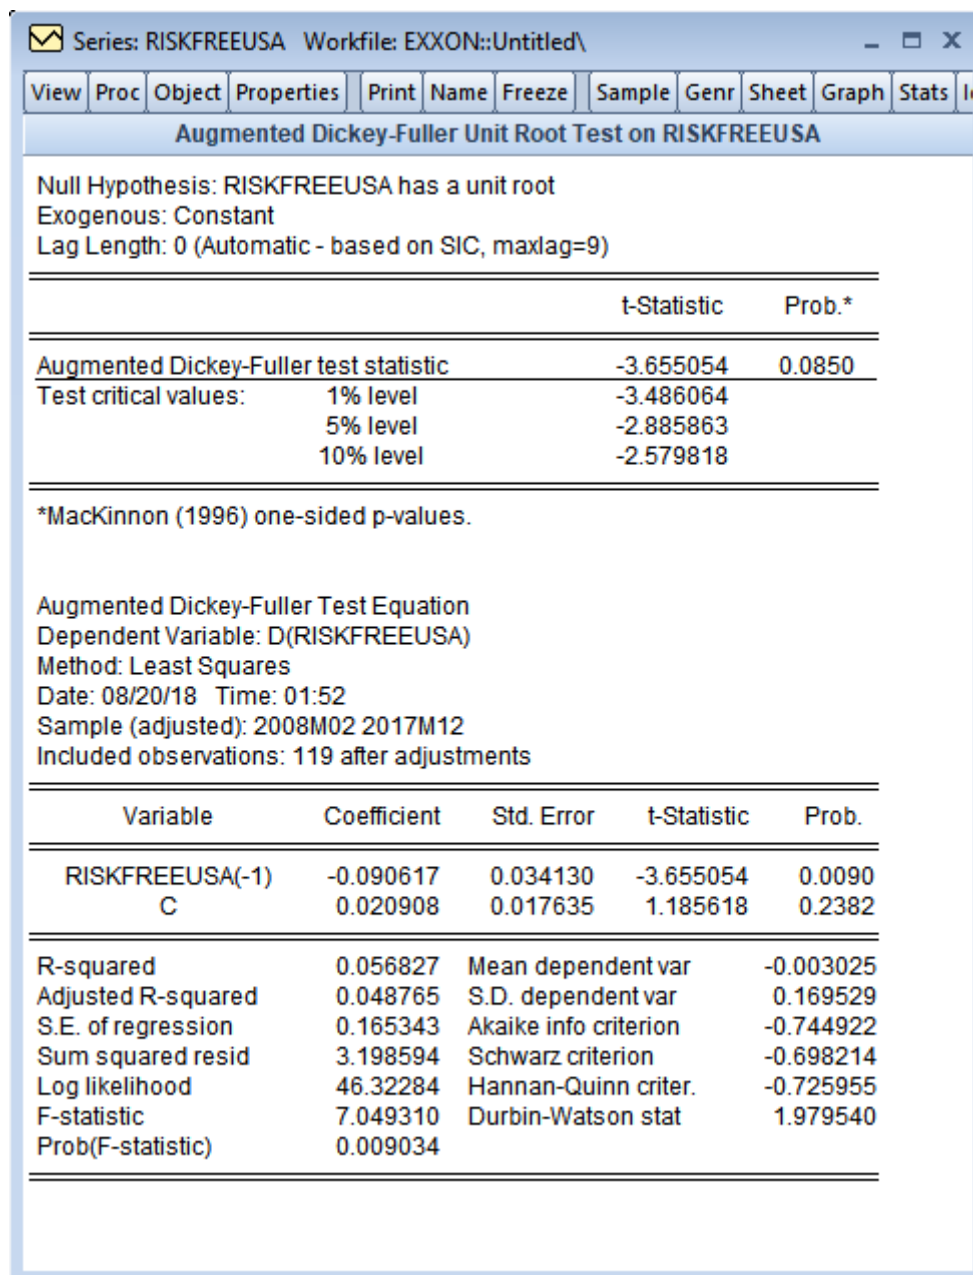 Series: RISKFREEUSA Workfile: EXXON::Untitled\
View Proc Object Properties Print Name Freeze Sample Genr Sheet Graph Stats
Augmented Dickey-Fuller Unit Root Test on RISKFREEUSA
Null Hypothesis: RISKFREEUSA has a unit root
Exogenous: Constant
Lag Length: 0 (Automatic - based on SIC, maxlag=9)
t-Statistic Prob.*
Augmented Dickey-Fuller test statistic -3.655054 0.0850
Test critical values: 1% level -3.486064
5% level -2.885863
10% level -2.579818
*MacKinnon (1996) one-sided p-values.
Augmented Dickey-Fuller Test Equation
Dependent Variable: D(RISKFREEUSA)
Method: Least Squares
Date: 08/20/18 Time: 01:52
Sample (adjusted): 2008M02 2017M12
Included observations: 119 after adjustments
Variable Coefficient Std. Error t-Statistic Prob.
RISKFREEUSA(-1) -0.090617 0.034130 -3.655054 0.0090
C 0.020908 0.017635 1.185618 0.2382
R-squared 0.056827 Mean dependent var -0.003025
Adjusted R-squared 0.048765 S.D. dependent var 0.169529
S.E. of regression 0.165343 Akaike info criterion -0.744922
Sum squared resid 3.198594 Schwarz criterion -0.698214
Log likelihood 46.32284 Hannan-Quinn criter. -0.725955
F-statistic 7.049310 Durbin-Watson stat 1.979540
Prob(F-statistic) 0.009034